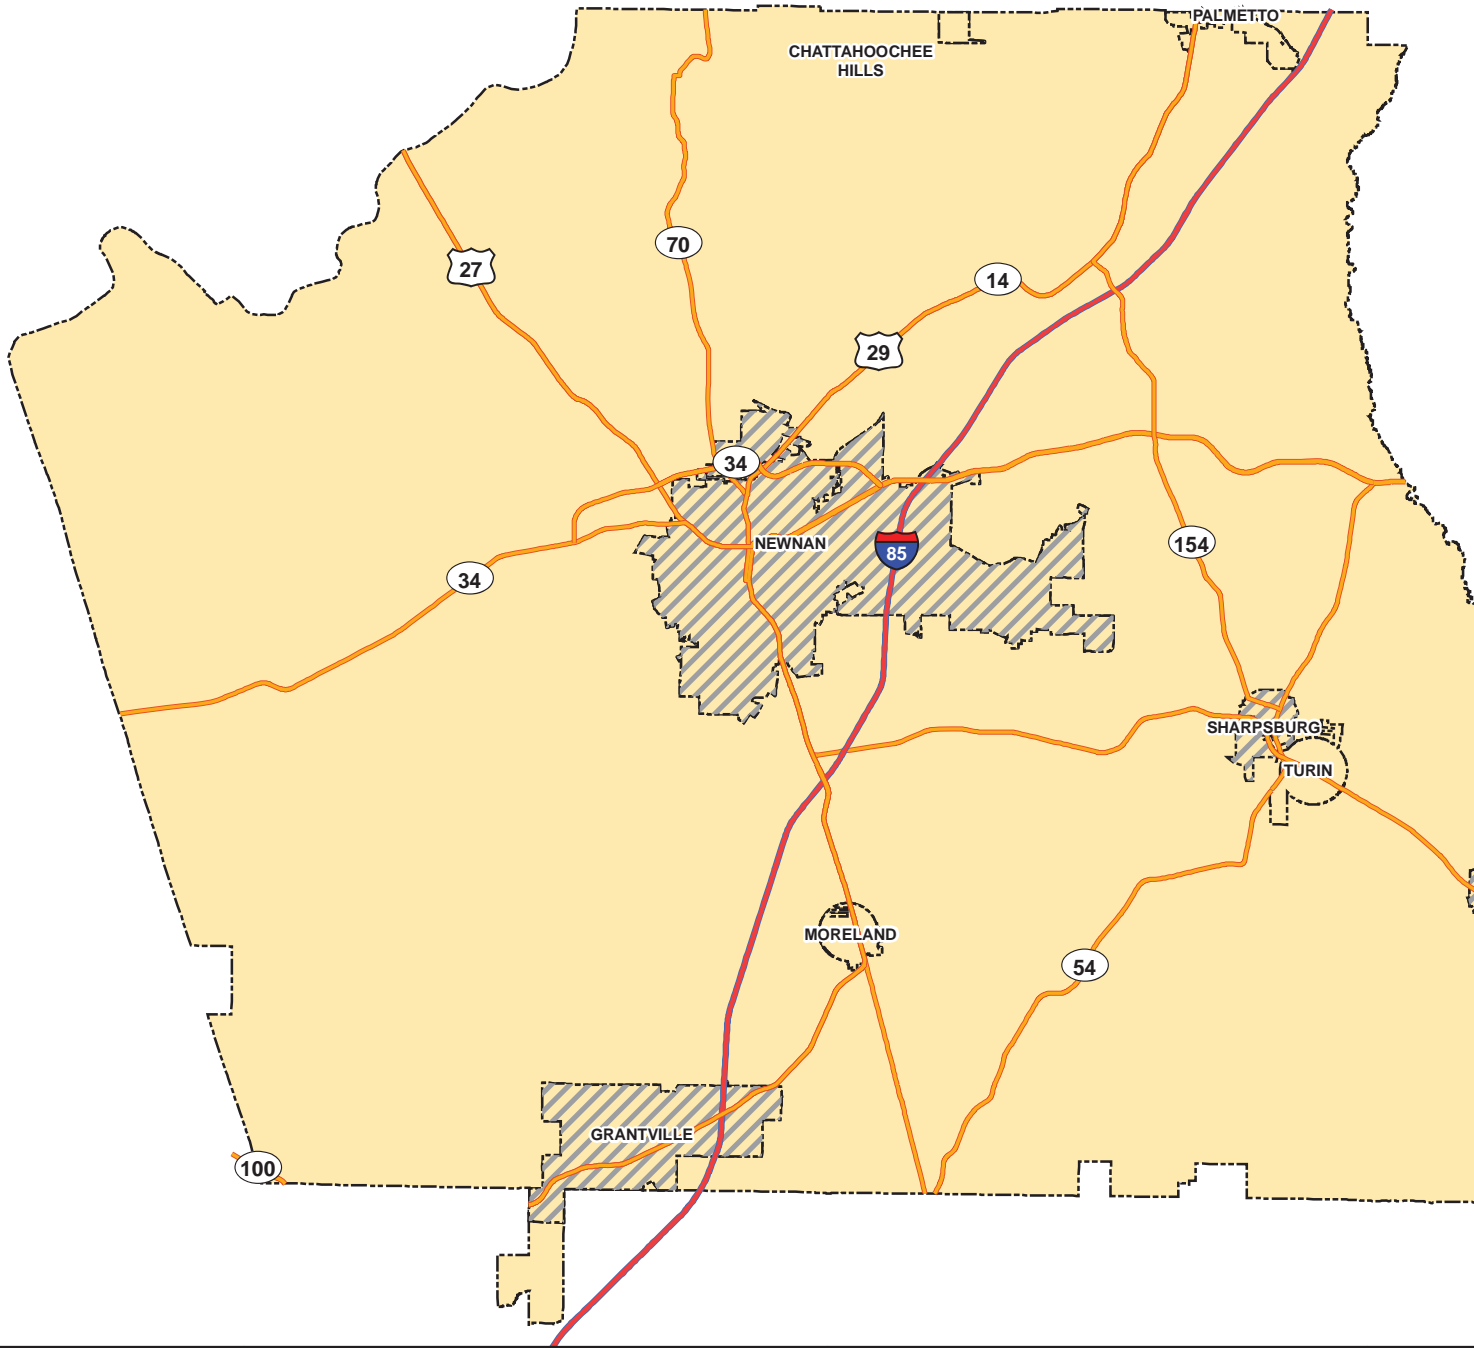 PALMETTO
CHATTAHOOCHEE
HILLS
70
27
14
29
34
NEWNAN
154
85
34
SHARPSBURG
TURIN
MORELAND
54
GRANTVILLE
100